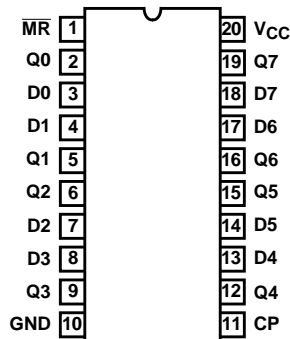 M̅R̅ 1 20 VCC
Q0 2 19 Q7
D0 3 18 D7
D1 4 17 D6
Q1 5 16 Q6
Q2 6 15 Q5
D2 7 14 D5
D3 8 13 D4
Q3 9 12 Q4
GND 10 11 CP